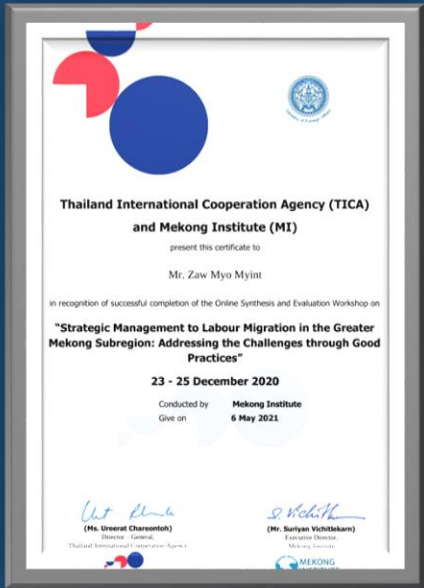 Thailand International Cooperation Agency (TICA)
and Mekong Institute (MI)
present this certificate to
Mr. Zaw Myo Myint
in recognition of successful completion of the Online Synthesis and Evaluation Workshop on
"Strategic Management to Labour Migration in the Greater
Mekong Subregion: Addressing the Challenges through Good
Practices"
23 - 25 December 2020
Conducted by Mekong Institute
Give on 6 May 2021
(Ms. Ureerat Chareontoh)
Director - General,
Thailand International Cooperation Agency
(Mr. Suriyan Vichitlekarn)
Executive Director,
Mekong Institute
MEKONG
INSTITUTE